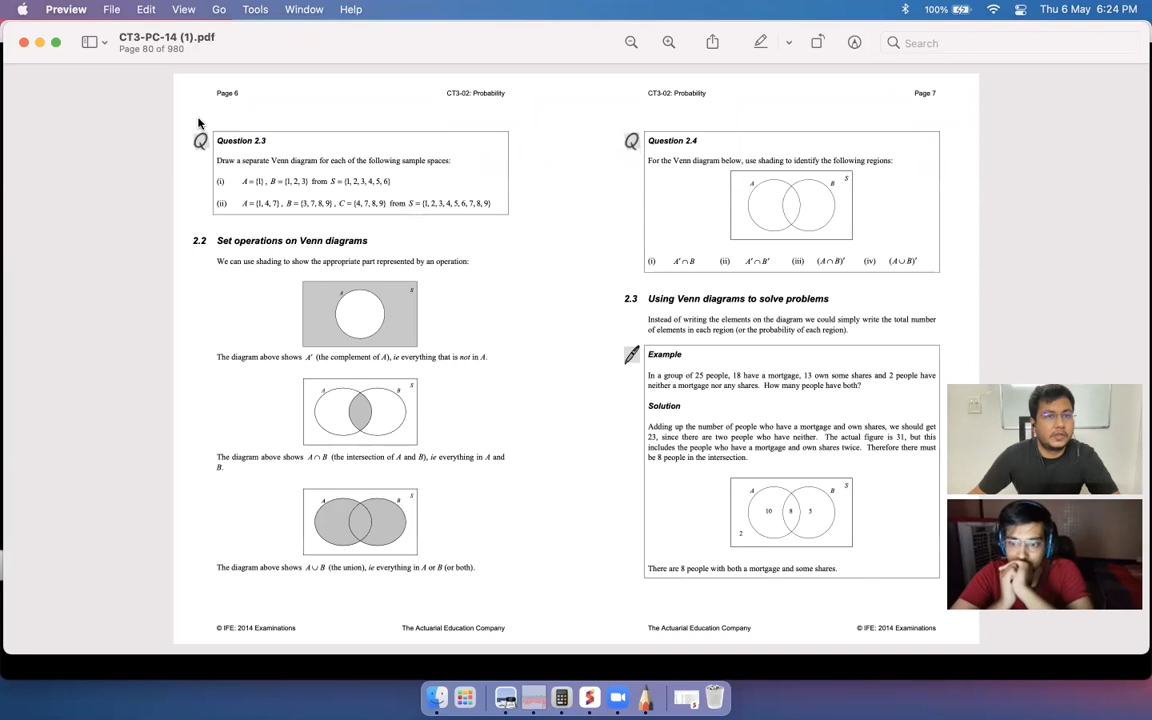 Preview File Edit View Go Tools Window Help 100% Thu 6 May 6:24 PM
CT3-PC-14 (1).pdf
Page 80 of 980
Search
Page 6 CT3-02: Probability
Q
Question 2.3
Draw a separate Venn diagram for each of the following sample spaces:
(i) A = {1}, B = {1, 2, 3} from S = {1, 2, 3, 4, 5, 6}
(ii) A = {1, 4, 7}, B = {3, 7, 8, 9}, C = {4, 7, 8, 9} from S = {1, 2, 3, 4, 5, 6, 7, 8, 9}
2.2 Set operations on Venn diagrams
We can use shading to show the appropriate part represented by an operation:
A S
The diagram above shows A′ (the complement of A), ie everything that is not in A.
A B S
The diagram above shows A ∩ B (the intersection of A and B), ie everything in A and
B.
A B S
The diagram above shows A ∪ B (the union), ie everything in A or B (or both).
© IFE: 2014 Examinations The Actuarial Education Company
CT3-02: Probability Page 7
Q
Question 2.4
For the Venn diagram below, use shading to identify the following regions:
A B S
(i) A′ ∩ B (ii) A′ ∩ B′ (iii) (A ∩ B)′ (iv) (A ∪ B)′
2.3 Using Venn diagrams to solve problems
Instead of writing the elements on the diagram we could simply write the total number
of elements in each region (or the probability of each region).
Example
In a group of 25 people, 18 have a mortgage, 13 own some shares and 2 people have
neither a mortgage nor any shares. How many people have both?
Solution
Adding up the number of people who have a mortgage and own shares, we should get
23, since there are two people who have neither. The actual figure is 31, but this
includes the people who have a mortgage and own shares twice. Therefore there must
be 8 people in the intersection.
A B S
10 8 5
2
There are 8 people with both a mortgage and some shares.
The Actuarial Education Company © IFE: 2014 Examinations